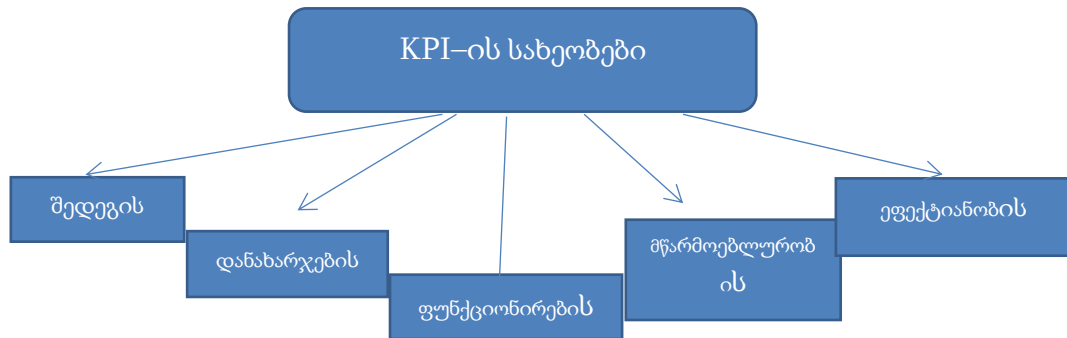 KPI–ის სახეობები
შედეგის
დანახარჯების
ფუნქციონირების
მწარმოებლურობ
ის
ეფექტიანობის